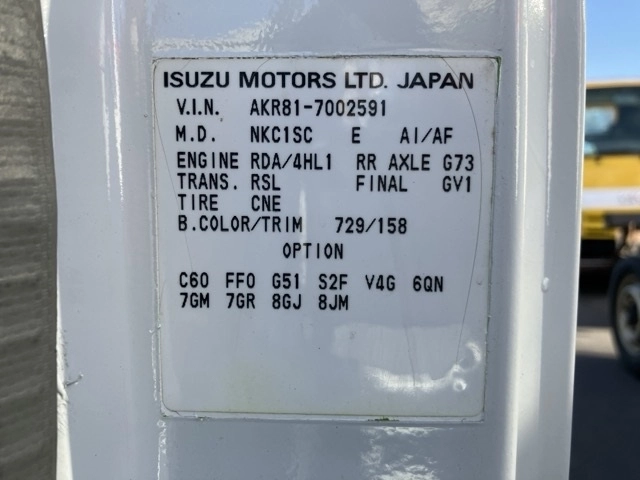 ISUZU MOTORS LTD. JAPAN
V.I.N. AKR81-7002591
M.D. NKC1SC E AI/AF
ENGINE RDA/4HL1 RR AXLE G73
TRANS. RSL FINAL GV1
TIRE CNE
B.COLOR/TRIM 729/158
OPTION
C60 FF0 G51 S2F V4G 6QN
7GM 7GR 8GJ 8JM